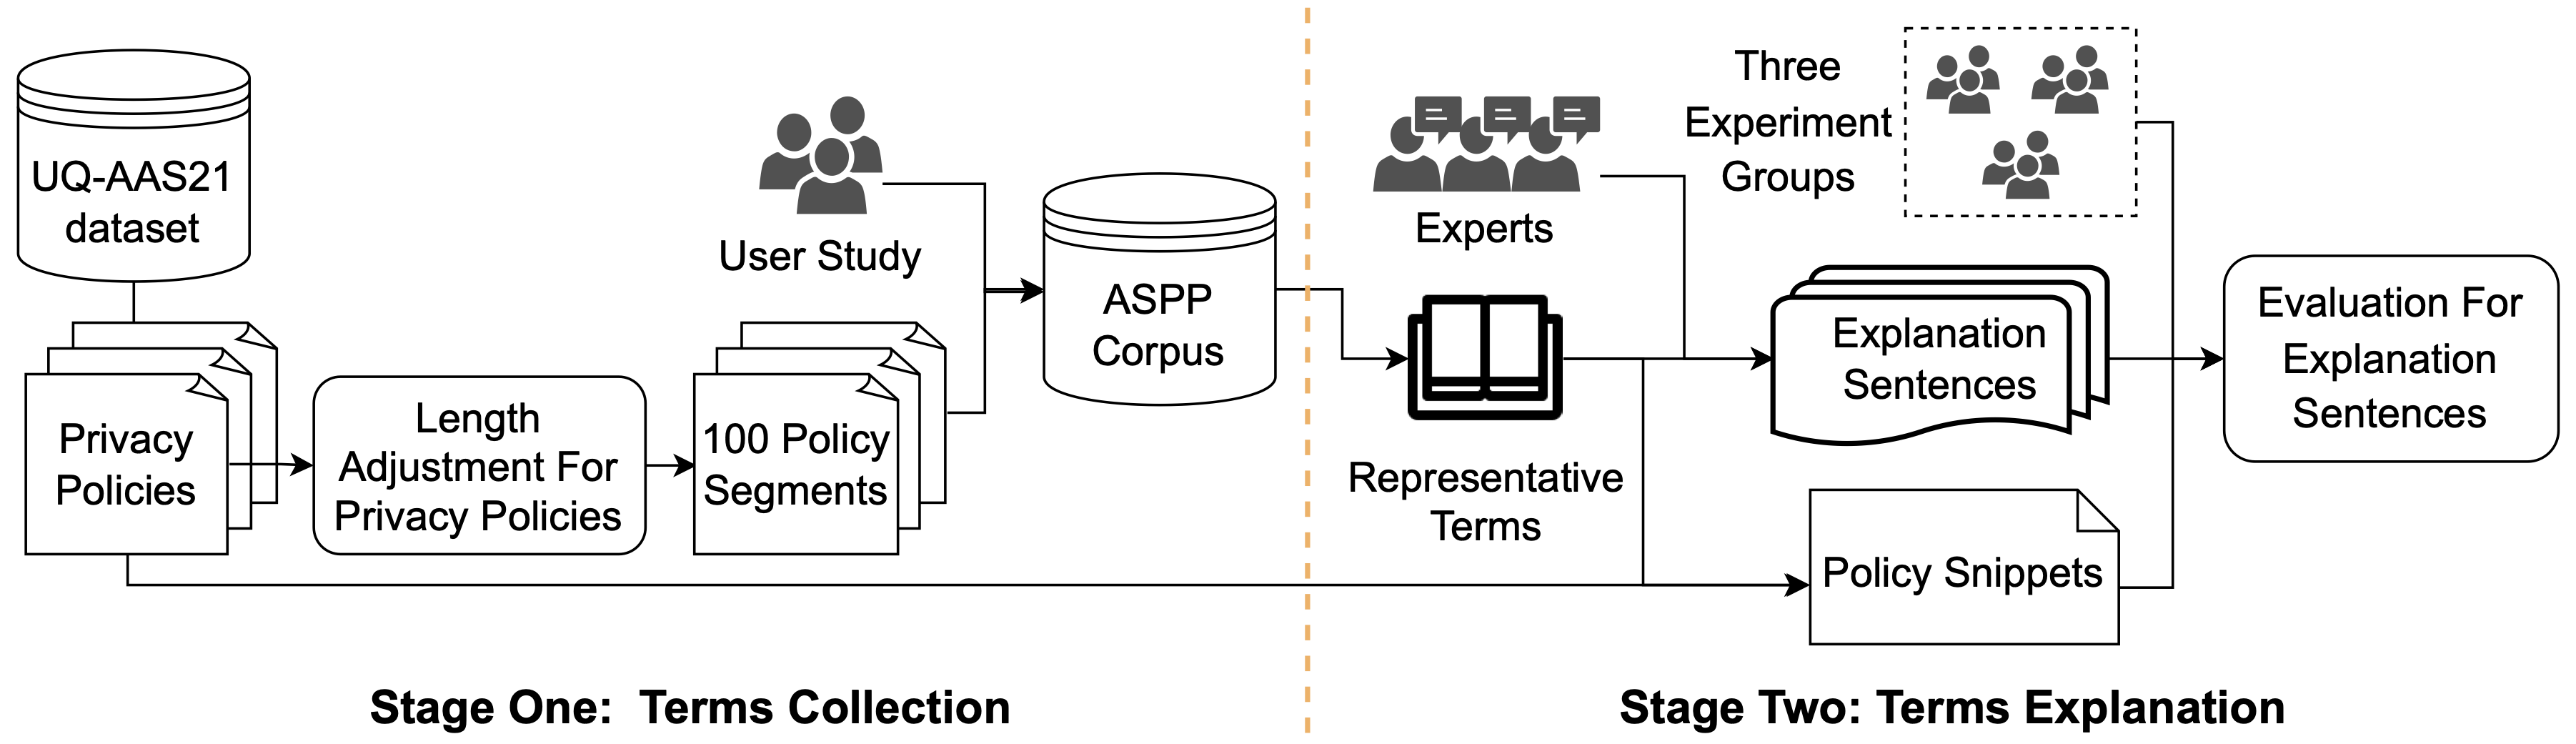 UQ-AAS21
dataset
Privacy
Policies
Length
Adjustment For
Privacy Policies
100 Policy
Segments
User Study
ASPP
Corpus
Stage One: Terms Collection
Experts
Representative
Terms
Three
Experiment
Groups
Explanation
Sentences
Policy Snippets
Evaluation For
Explanation
Sentences
Stage Two: Terms Explanation